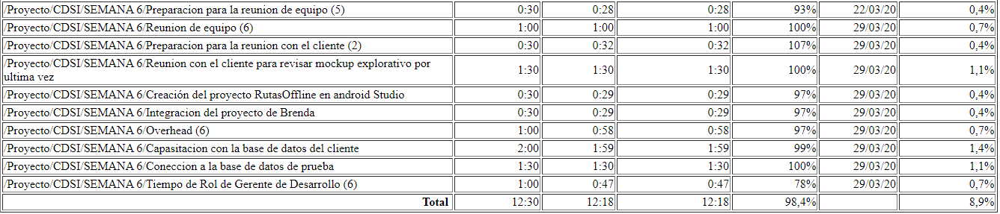 /Proyecto/CDSI/SEMANA 6/Preparacion para la reunion de equipo (5) 0:30 0:28 0:28 93% 22/03/20 0,4%
/Proyecto/CDSI/SEMANA 6/Reunion de equipo (6) 1:00 1:00 1:00 100% 29/03/20 0,7%
/Proyecto/CDSI/SEMANA 6/Preparacion para la reunion con el cliente (2) 0:30 0:32 0:32 107% 29/03/20 0,4%
/Proyecto/CDSI/SEMANA 6/Reunion con el cliente para revisar mockup explorativo por
ultima vez 1:30 1:30 1:30 100% 29/03/20 1,1%
/Proyecto/CDSI/SEMANA 6/Creación del proyecto RutasOffline en android Studio 0:30 0:29 0:29 97% 29/03/20 0,4%
/Proyecto/CDSI/SEMANA 6/Integracion del proyecto de Brenda 0:30 0:29 0:29 97% 29/03/20 0,4%
/Proyecto/CDSI/SEMANA 6/Overhead (6) 1:00 0:58 0:58 97% 29/03/20 0,7%
/Proyecto/CDSI/SEMANA 6/Capasitacion con la base de datos del cliente 2:00 1:59 1:59 99% 29/03/20 1,4%
/Proyecto/CDSI/SEMANA 6/Coneccion a la base de datos de prueba 1:30 1:30 1:30 100% 29/03/20 1,1%
/Proyecto/CDSI/SEMANA 6/Tiempo de Rol de Gerente de Desarrollo (6) 1:00 0:47 0:47 78% 29/03/20 0,7%
Total 12:30 12:18 12:18 98,4% 8,9%